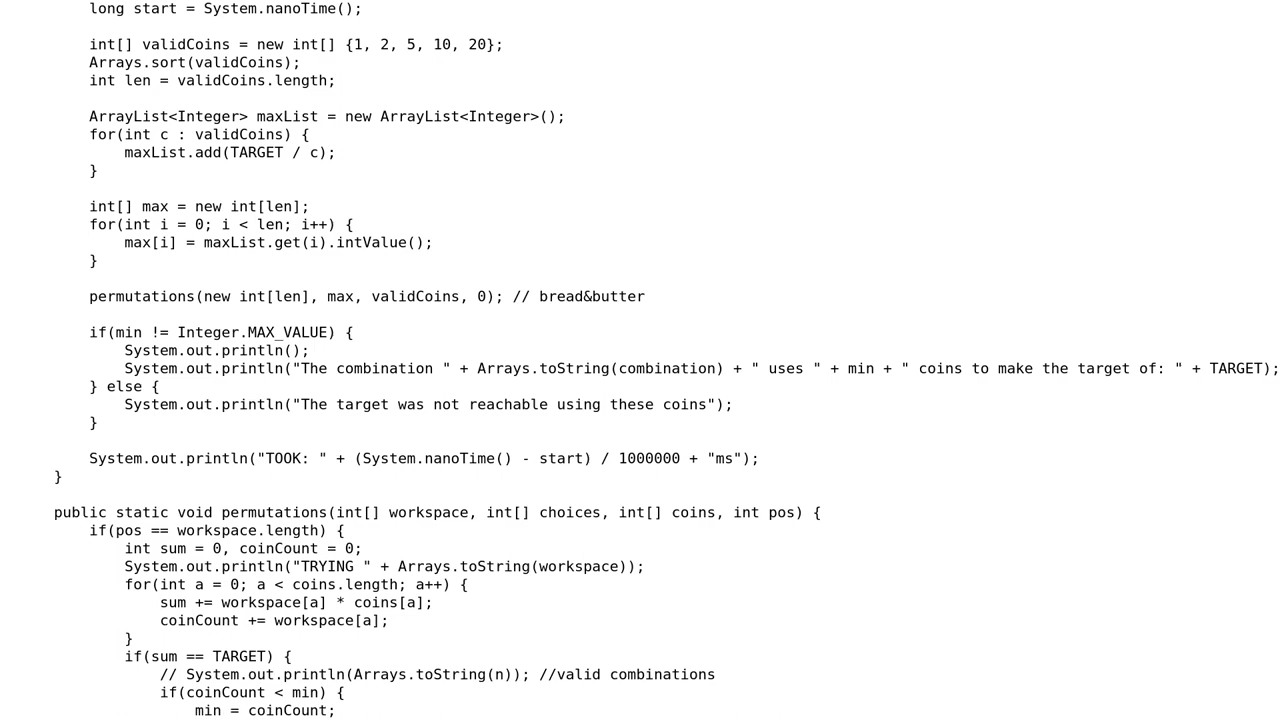 long start = System.nanoTime();
int[] validCoins = new int[] {1, 2, 5, 10, 20};
Arrays.sort(validCoins);
int len = validCoins.length;
ArrayList<Integer> maxList = new ArrayList<Integer>();
for(int c : validCoins) {
maxList.add(TARGET / c);
}
int[] max = new int[len];
for(int i = 0; i < len; i++) {
max[i] = maxList.get(i).intValue();
}
permutations(new int[len], max, validCoins, 0); // bread&butter
if(min != Integer.MAX_VALUE) {
System.out.println();
System.out.println("The combination " + Arrays.toString(combination) + " uses " + min + " coins to make the target of: " + TARGET);
} else {
System.out.println("The target was not reachable using these coins");
}
System.out.println("TOOK: " + (System.nanoTime() - start) / 1000000 + "ms");
}
public static void permutations(int[] workspace, int[] choices, int[] coins, int pos) {
if(pos == workspace.length) {
int sum = 0, coinCount = 0;
System.out.println("TRYING " + Arrays.toString(workspace));
for(int a = 0; a < coins.length; a++) {
sum += workspace[a] * coins[a];
coinCount += workspace[a];
}
if(sum == TARGET) {
// System.out.println(Arrays.toString(n)); //valid combinations
if(coinCount < min) {
min = coinCount;